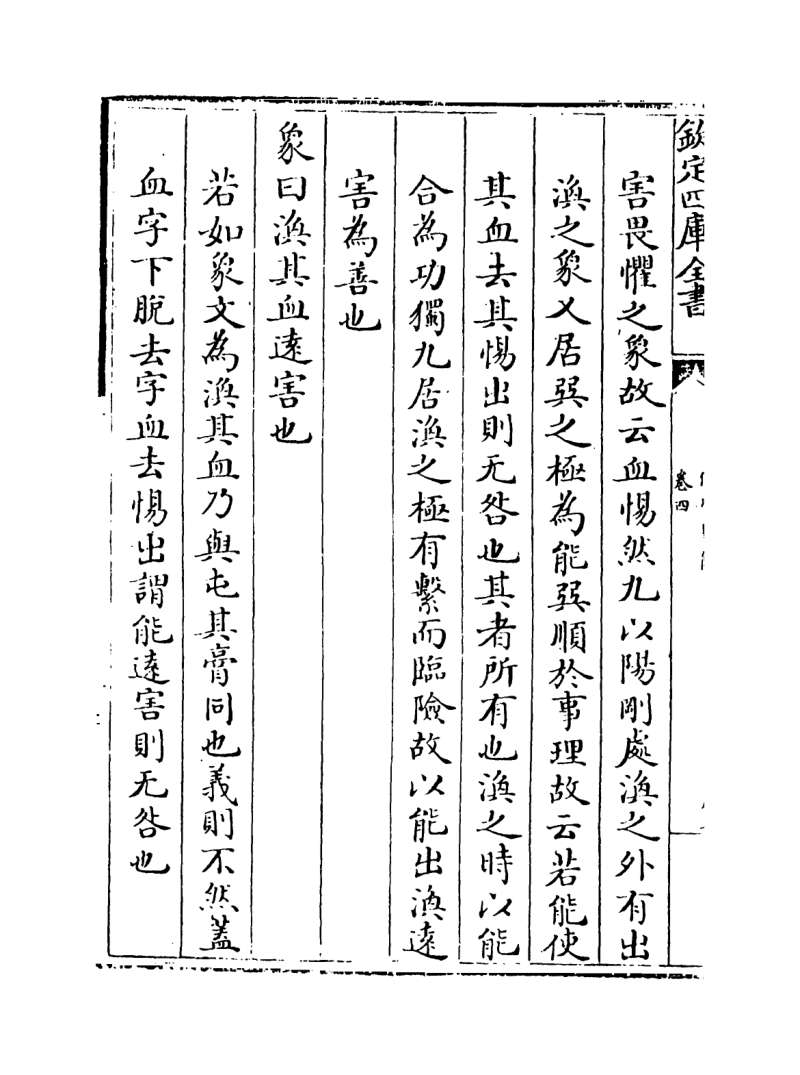 欽定四庫全書
卷四
害畏懼之象故云血惕然九以陽剛處渙之外有出
渙之象又居巽之極為能巽順於事理故云若能使
其血去其惕出則无咎也其者所有也渙之時以能
合為功獨九居渙之極有繫而臨險故以能出渙遠
害為善也
象曰渙其血遠害也
若如象文為渙其血乃與屯其膏同也義則不然蓋
血字下脫去字血去惕出謂能遠害則无咎也